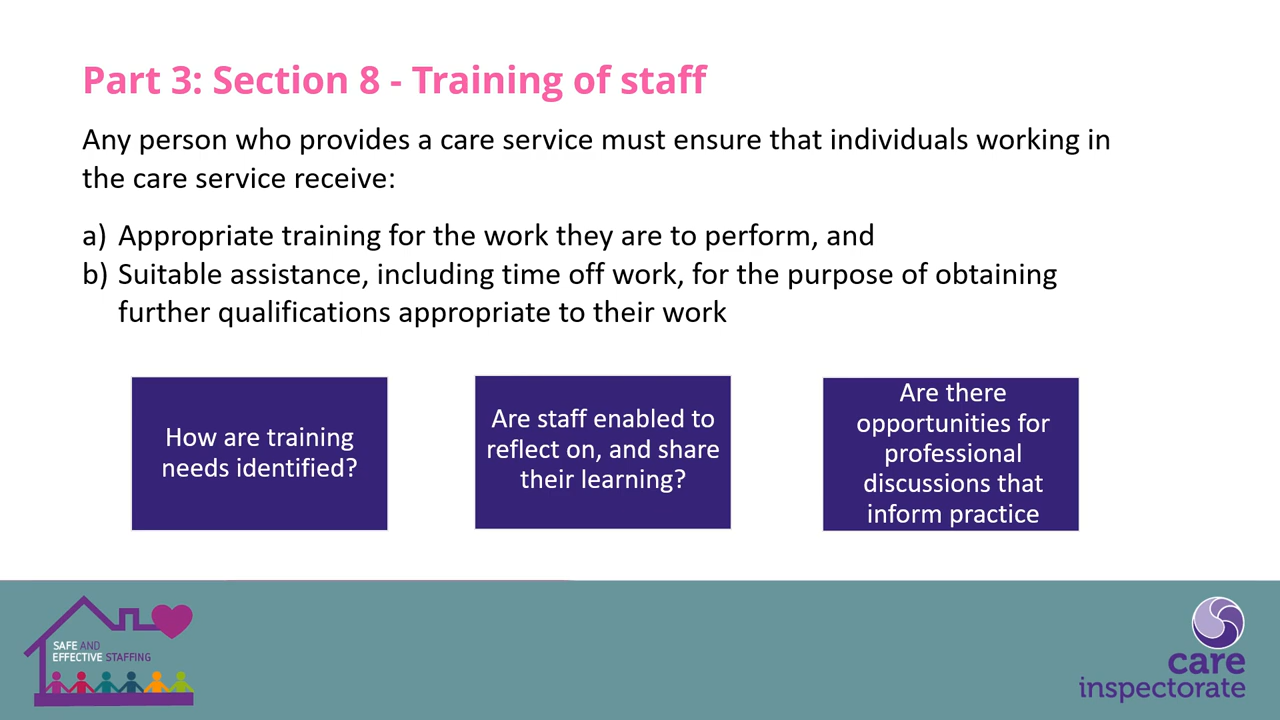 Part 3: Section 8 - Training of staff
Any person who provides a care service must ensure that individuals working in
the care service receive:
a) Appropriate training for the work they are to perform, and
b) Suitable assistance, including time off work, for the purpose of obtaining
further qualifications appropriate to their work
How are training
needs identified?
Are staff enabled to
reflect on, and share
their learning?
Are there
opportunities for
professional
discussions that
inform practice
SAFE AND
EFFECTIVE STAFFING
care
inspectorate